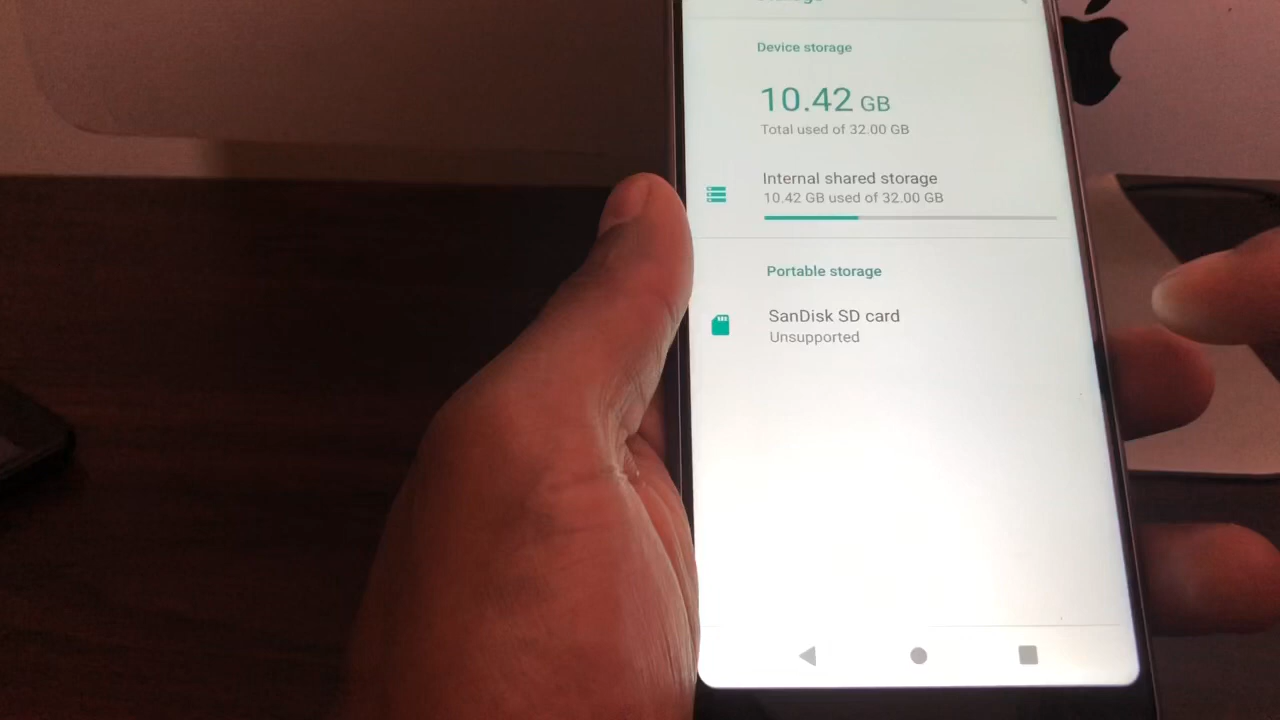 Device storage
10.42 GB
Total used of 32.00 GB
Internal shared storage
10.42 GB used of 32.00 GB
Portable storage
SanDisk SD card
Unsupported